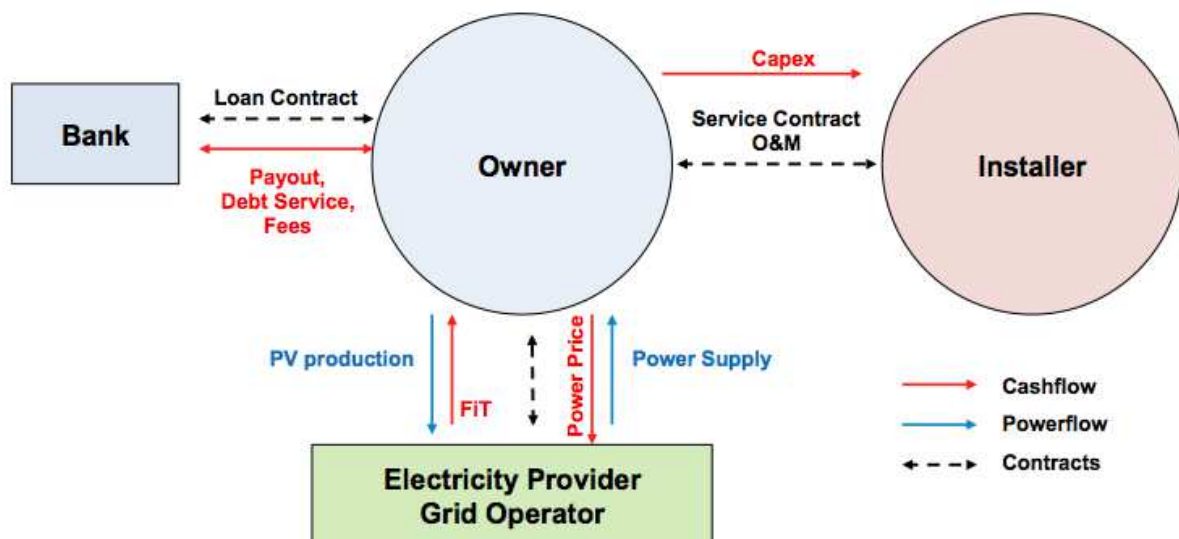 Capex
Loan Contract
Bank
Service Contract
O&M
Owner
Installer
Payout,
Debt Service,
Fees
PV production
FiT
Power Price
Power Supply
Cashflow
Powerflow
Contracts
Electricity Provider
Grid Operator